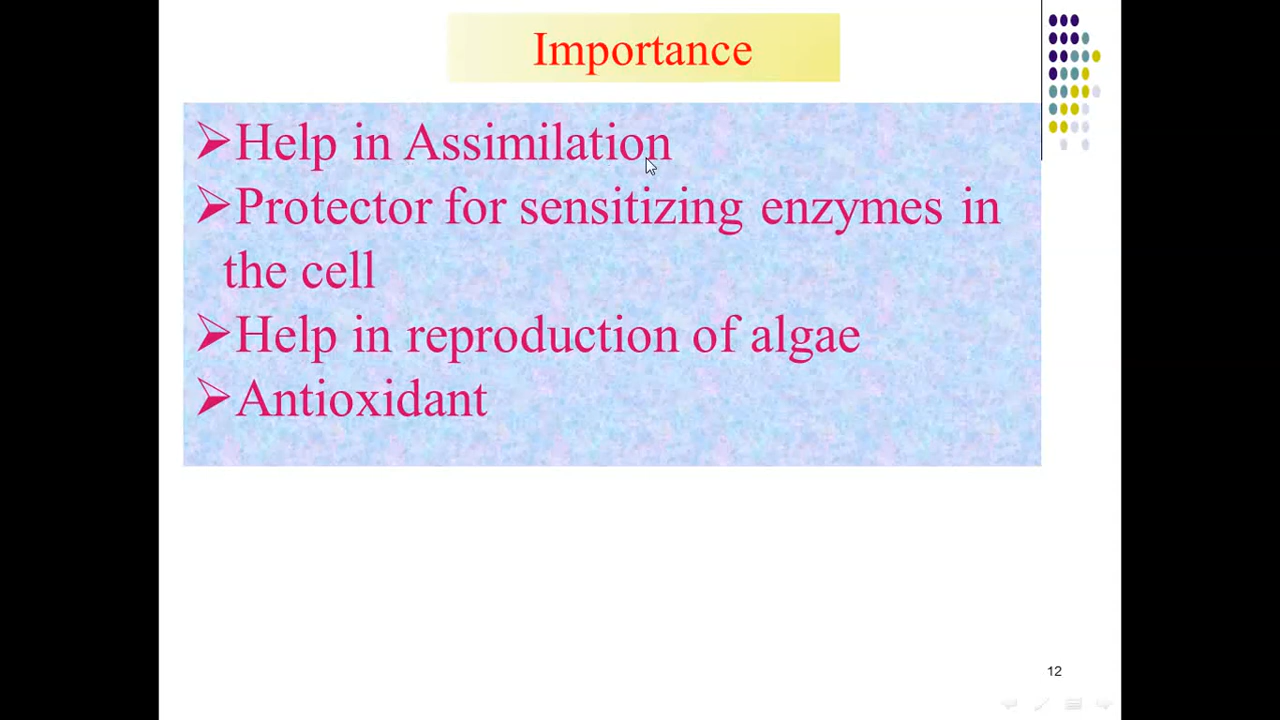 Importance
➢Help in Assimilation
➢Protector for sensitizing enzymes in
the cell
➢Help in reproduction of algae
➢Antioxidant
12